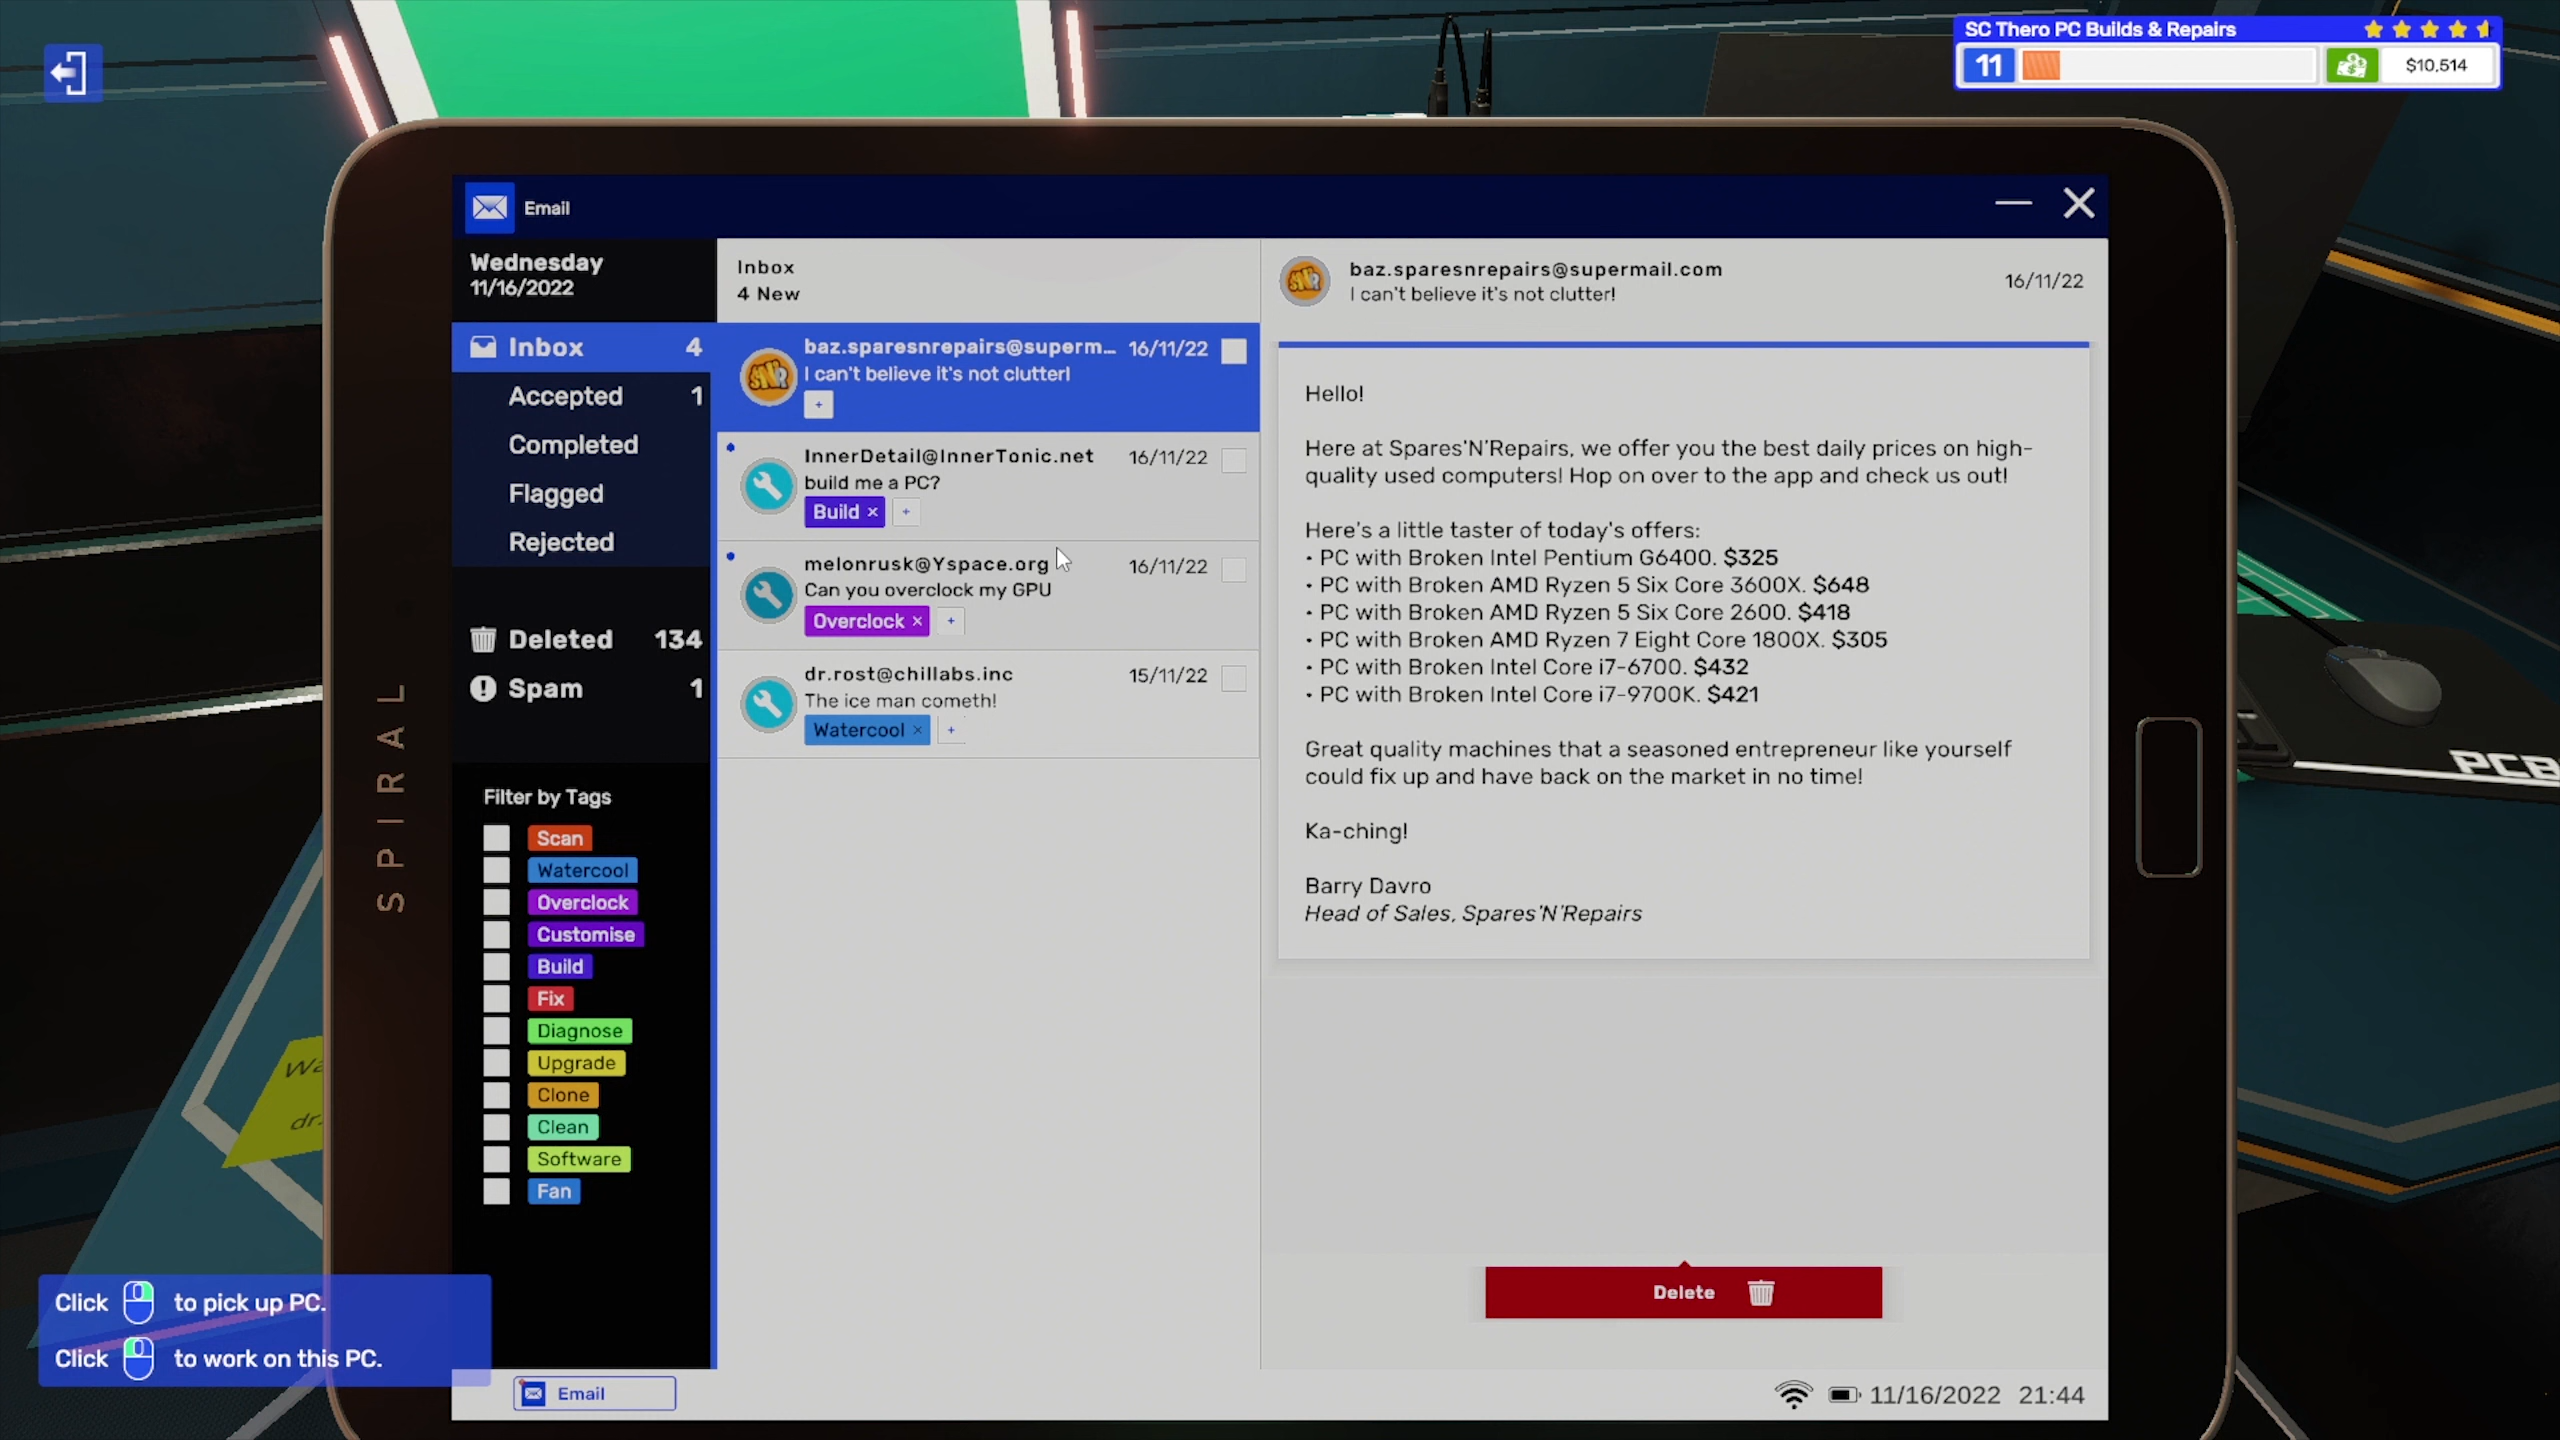 SC Thero PC Builds & Repairs
11
$10,514
Email
Wednesday
11/16/2022
Inbox 4
Accepted 1
Completed
Flagged
Rejected
Deleted 134
Spam 1
Filter by Tags
Scan
Watercool
Overclock
Customise
Build
Fix
Diagnose
Upgrade
Clone
Clean
Software
Fan
Inbox
4 New
baz.sparesnrepairs@superm... 16/11/22
I can't believe it's not clutter!
+
InnerDetail@InnerTonic.net 16/11/22
build me a PC?
Build × +
melonrusk@Yspace.org 16/11/22
Can you overclock my GPU
Overclock × +
dr.rost@chillabs.inc 15/11/22
The ice man cometh!
Watercool × +
SNR
baz.sparesnrepairs@supermail.com 16/11/22
I can't believe it's not clutter!
Hello!
Here at Spares'N'Repairs, we offer you the best daily prices on high-
quality used computers! Hop on over to the app and check us out!
Here's a little taster of today's offers:
• PC with Broken Intel Pentium G6400. $325
• PC with Broken AMD Ryzen 5 Six Core 3600X. $648
• PC with Broken AMD Ryzen 5 Six Core 2600. $418
• PC with Broken AMD Ryzen 7 Eight Core 1800X. $305
• PC with Broken Intel Core i7-6700. $432
• PC with Broken Intel Core i7-9700K. $421
Great quality machines that a seasoned entrepreneur like yourself
could fix up and have back on the market in no time!
Ka-ching!
Barry Davro
Head of Sales, Spares'N'Repairs
Delete
Email
11/16/2022 21:44
SPIRAL
Wa
dr.
PCB
Click to pick up PC.
Click to work on this PC.